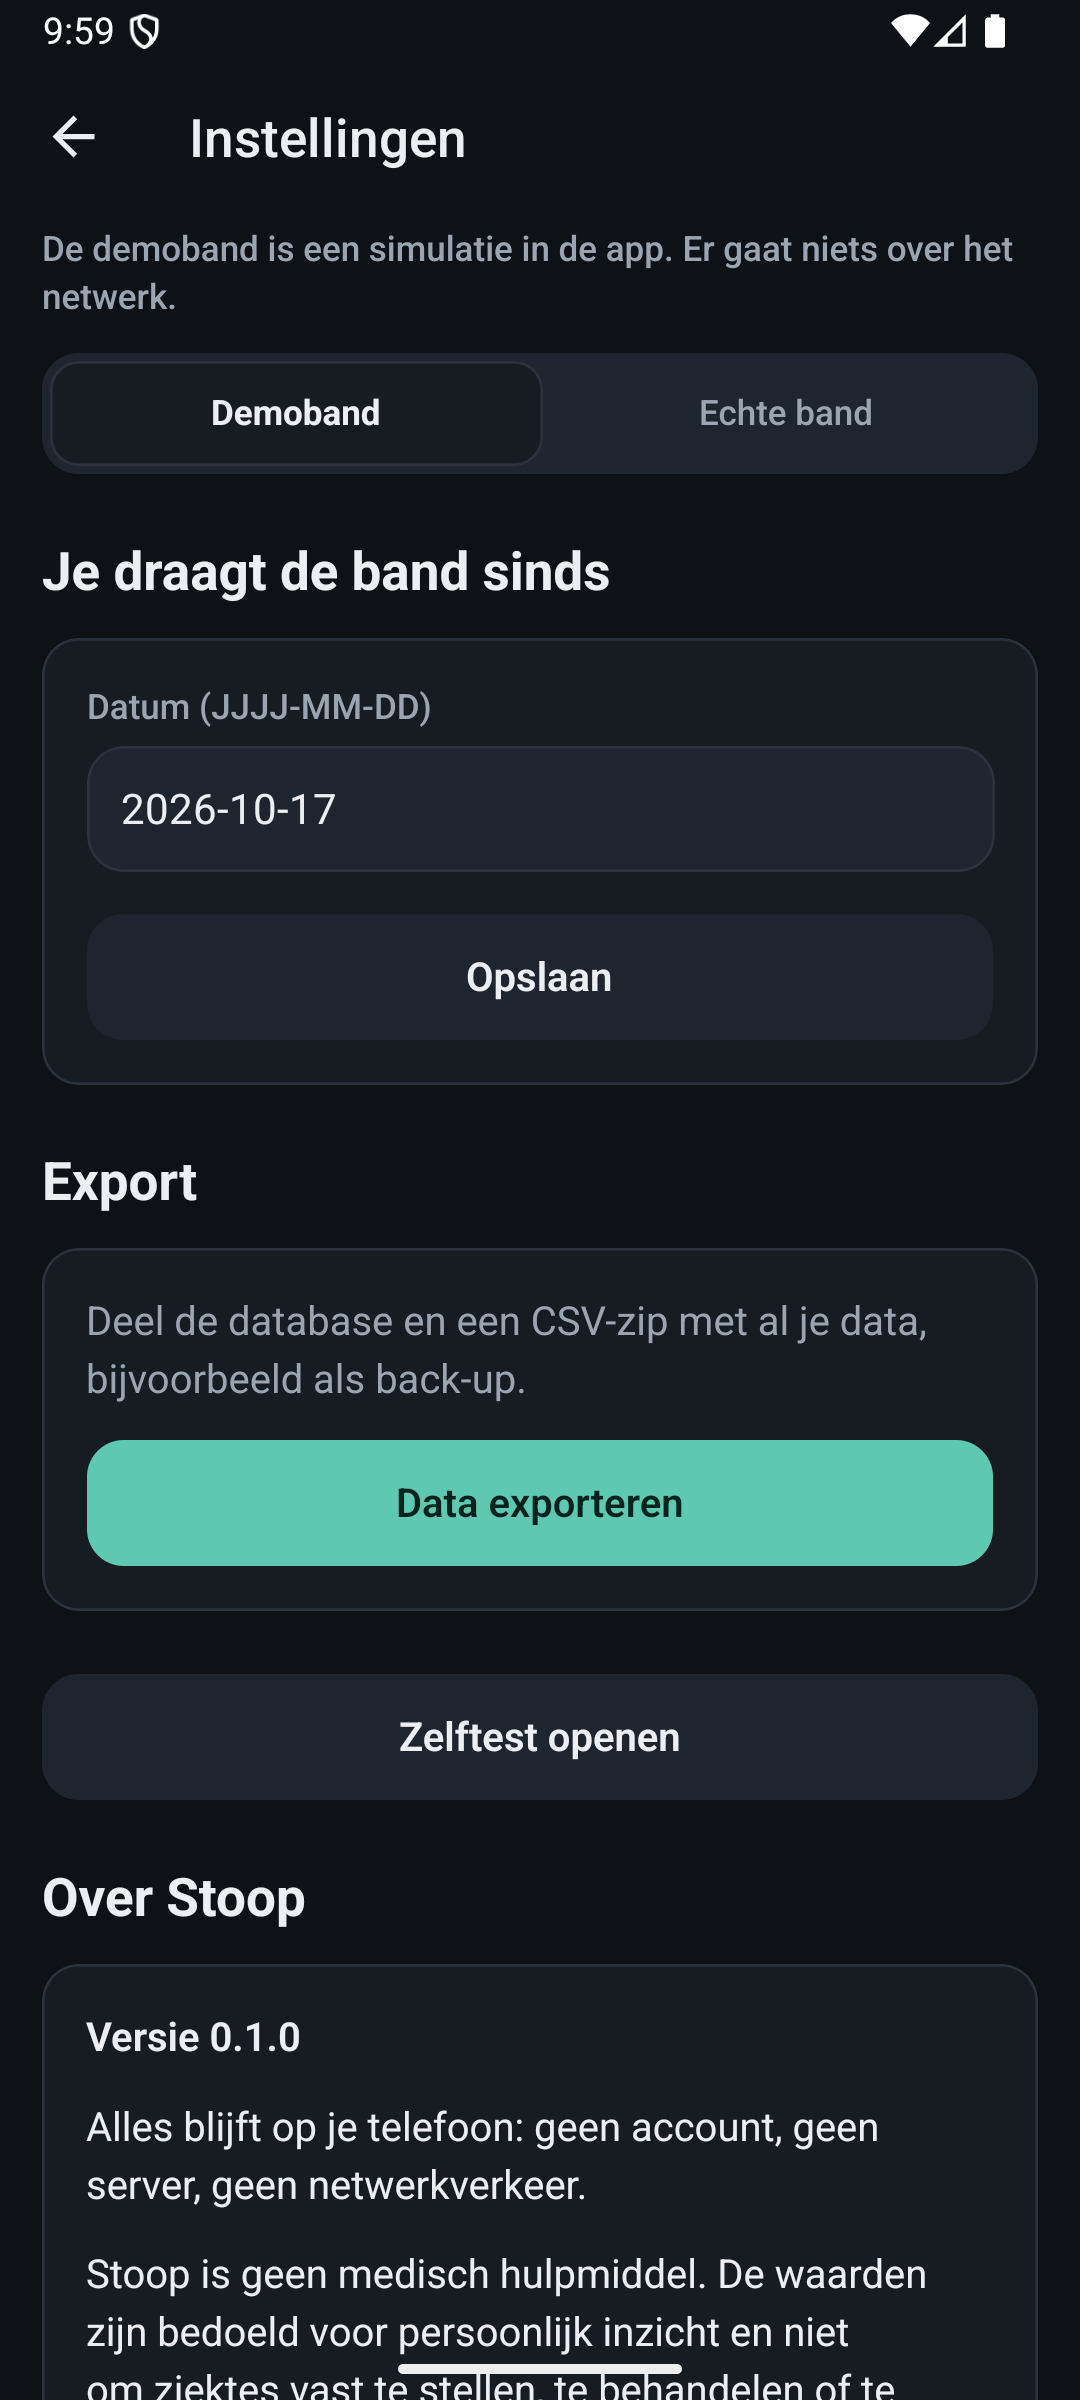 9:59
Instellingen
De demoband is een simulatie in de app. Er gaat niets over het
netwerk.
Demoband
Echte band
Je draagt de band sinds
Datum (JJJJ-MM-DD)
2026-10-17
Opslaan
Export
Deel de database en een CSV-zip met al je data,
bijvoorbeeld als back-up.
Data exporteren
Zelftest openen
Over Stoop
Versie 0.1.0
Alles blijft op je telefoon: geen account, geen
server, geen netwerkverkeer.
Stoop is geen medisch hulpmiddel. De waarden
zijn bedoeld voor persoonlijk inzicht en niet
om ziektes vast te stellen, te behandelen of te